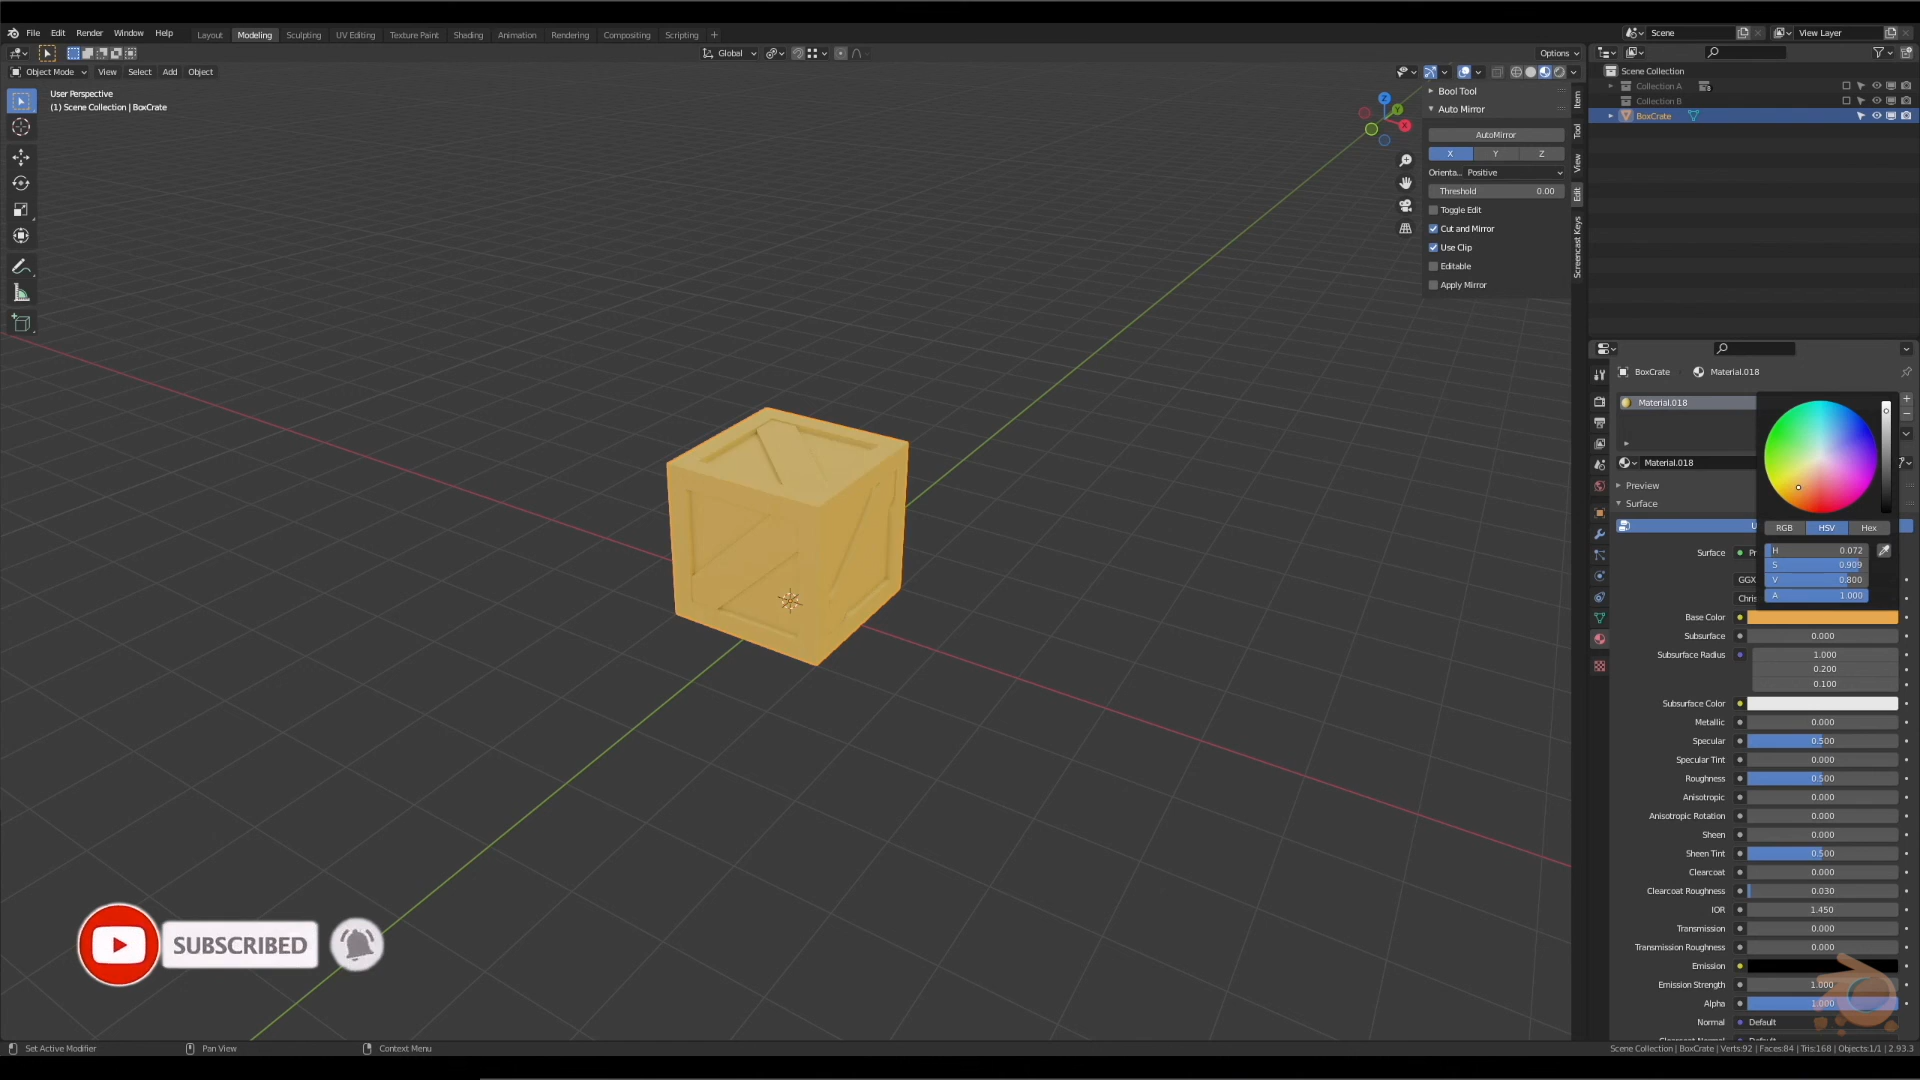 File Edit Render Window Help Layout Modeling Sculpting UV Editing Texture Paint Shading Animation Rendering Compositing Scripting + Scene View Layer
Global Options
Object Mode View Select Add Object
User Perspective
(1) Scene Collection | BoxCrate
Z
Y
X
Bool Tool
Auto Mirror
AutoMirror
X Y Z
Orienta... Positive
Threshold 0.00
Toggle Edit
Cut and Mirror
Use Clip
Editable
Apply Mirror
Item
Tool
View
Edit
Screencast Keys
Scene Collection
Collection A
Collection B
BoxCrate
BoxCrate Material.018
Material.018
Material.018
Preview
Surface
U
RGB HSV Hex
H 0.072
S 0.909
V 0.800
A 1.000
Surface Pr
GGX
Chris
Base Color
Subsurface 0.000
Subsurface Radius 1.000
0.200
0.100
Subsurface Color
Metallic 0.000
Specular 0.500
Specular Tint 0.000
Roughness 0.500
Anisotropic 0.000
Anisotropic Rotation 0.000
Sheen 0.000
Sheen Tint 0.500
Clearcoat 0.000
Clearcoat Roughness 0.030
IOR 1.450
Transmission 0.000
Transmission Roughness 0.000
Emission
Emission Strength 1.000
Alpha 1.000
Normal Default
SUBSCRIBED
Set Active Modifier Pan View Context Menu
Scene Collection | BoxCrate | Verts:92 | Faces:84 | Tris:168 | Objects:1/1 | 2.93.3